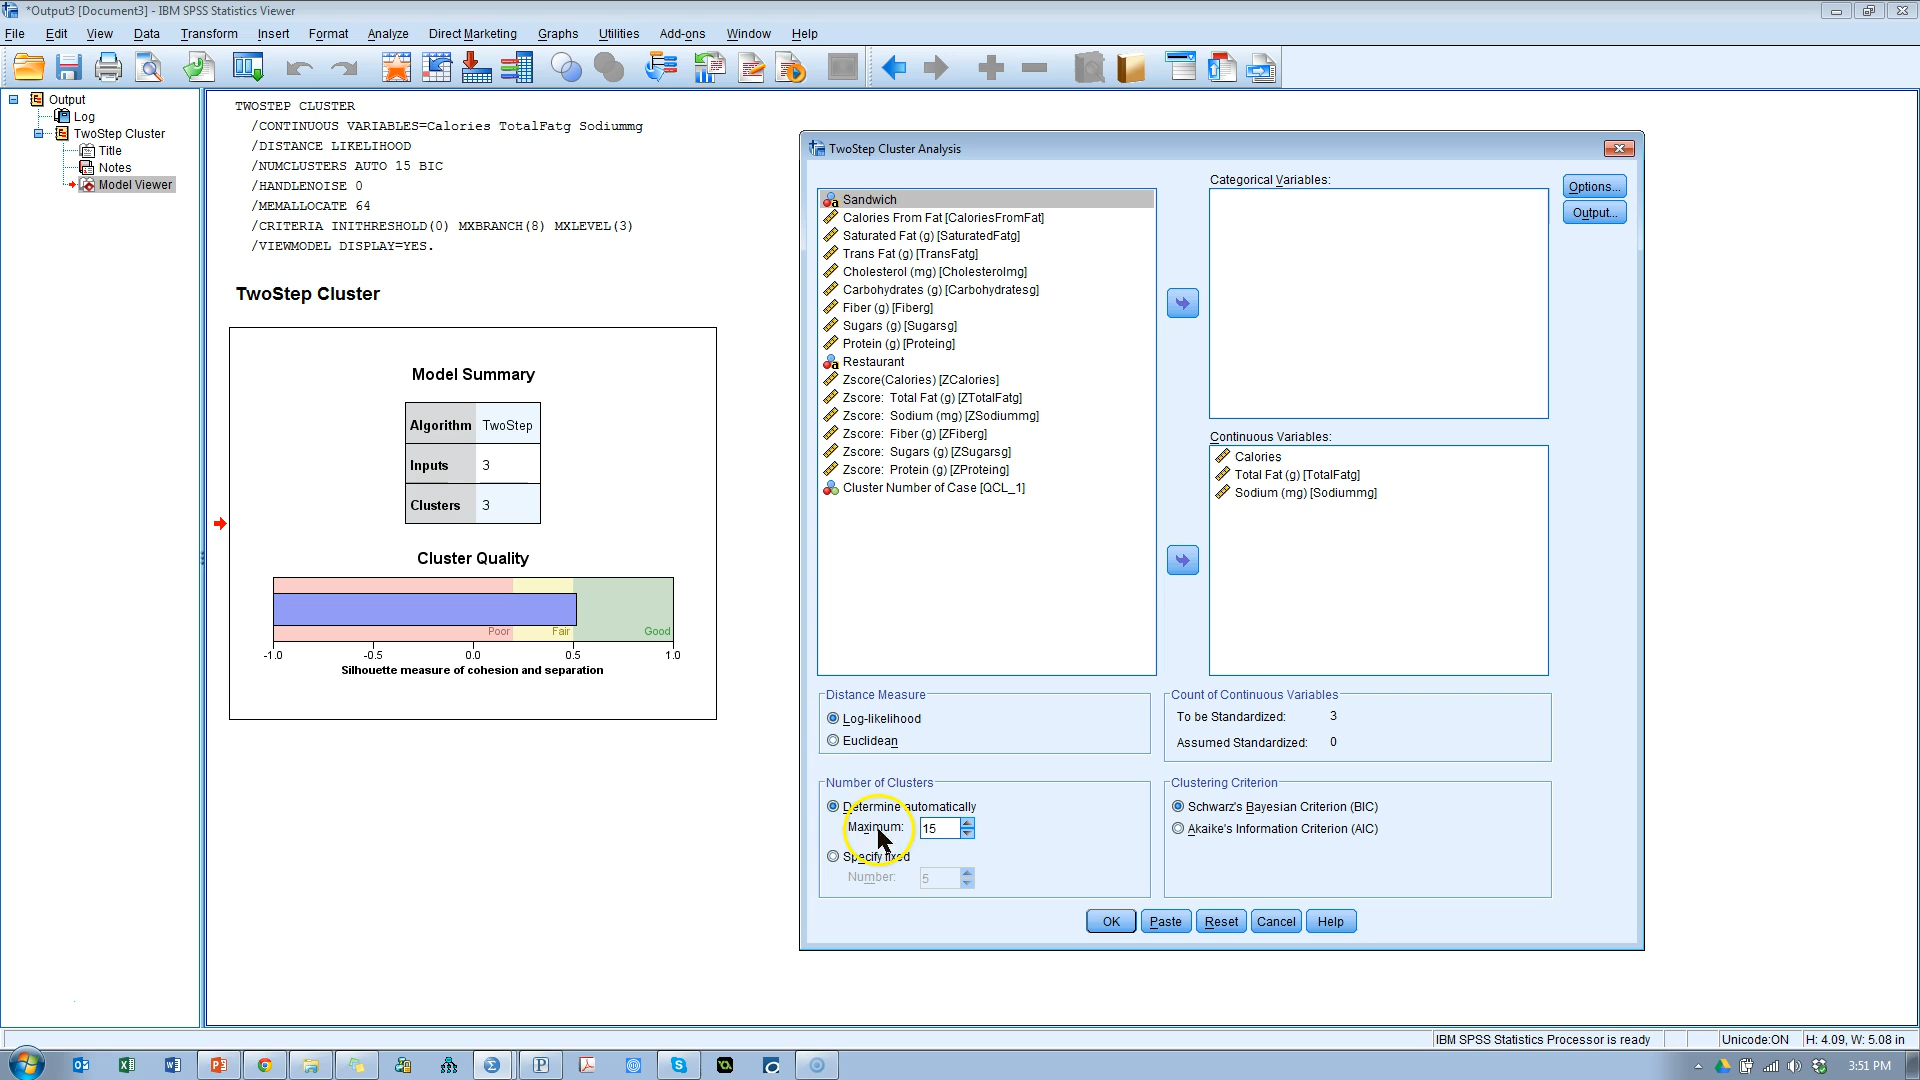 *Output3 [Document3] - IBM SPSS Statistics Viewer
File Edit View Data Transform Insert Format Analyze Direct Marketing Graphs Utilities Add-ons Window Help
Output
Log
TwoStep Cluster
Title
Notes
Model Viewer
TWOSTEP CLUSTER
/CONTINUOUS VARIABLES=Calories TotalFatg Sodiummg
/DISTANCE LIKELIHOOD
/NUMCLUSTERS AUTO 15 BIC
/HANDLENOISE 0
/MEMALLOCATE 64
/CRITERIA INITHRESHOLD(0) MXBRANCH(8) MXLEVEL(3)
/VIEWMODEL DISPLAY=YES.
TwoStep Cluster
Model Summary
Algorithm TwoStep
Inputs 3
Clusters 3
Cluster Quality
Poor Fair Good
-1.0 -0.5 0.0 0.5 1.0
Silhouette measure of cohesion and separation
TwoStep Cluster Analysis
Sandwich
Calories From Fat [CaloriesFromFat]
Saturated Fat (g) [SaturatedFatg]
Trans Fat (g) [TransFatg]
Cholesterol (mg) [Cholesterolmg]
Carbohydrates (g) [Carbohydratesg]
Fiber (g) [Fiberg]
Sugars (g) [Sugarsg]
Protein (g) [Proteing]
Restaurant
Zscore(Calories) [ZCalories]
Zscore: Total Fat (g) [ZTotalFatg]
Zscore: Sodium (mg) [ZSodiummg]
Zscore: Fiber (g) [ZFiberg]
Zscore: Sugars (g) [ZSugarsg]
Zscore: Protein (g) [ZProteing]
Cluster Number of Case [QCL_1]
Categorical Variables:
Continuous Variables:
Calories
Total Fat (g) [TotalFatg]
Sodium (mg) [Sodiummg]
Options...
Output...
Distance Measure
Log-likelihood
Euclidean
Count of Continuous Variables
To be Standardized: 3
Assumed Standardized: 0
Number of Clusters
Determine automatically
Maximum: 15
Specify fixed
Number: 5
Clustering Criterion
Schwarz's Bayesian Criterion (BIC)
Akaike's Information Criterion (AIC)
OK Paste Reset Cancel Help
IBM SPSS Statistics Processor is ready Unicode:ON H: 4.09, W: 5.08 in
3:51 PM